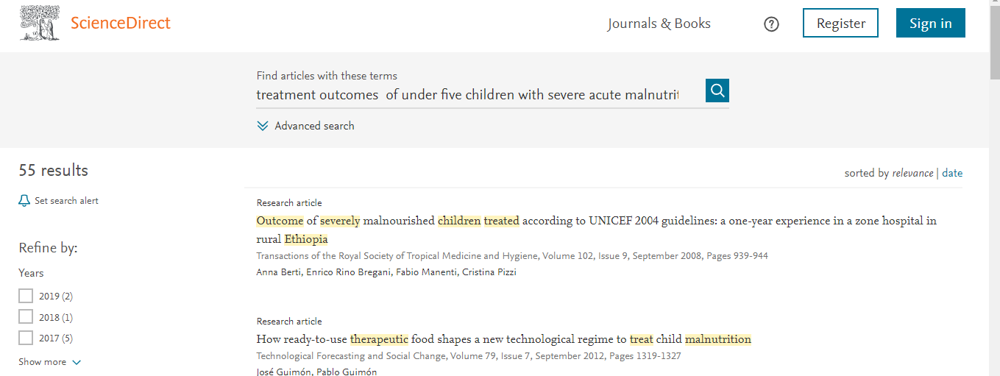 ScienceDirect
Journals & Books
?
Register
Sign in
Find articles with these terms
treatment outcomes  of under five children with severe acute malnutri
Advanced search
55 results
sorted by relevance | date
Set search alert
Research article
Outcome of severely malnourished children treated according to UNICEF 2004 guidelines: a one-year experience in a zone hospital in
rural Ethiopia
Transactions of the Royal Society of Tropical Medicine and Hygiene, Volume 102, Issue 9, September 2008, Pages 939-944
Anna Berti, Enrico Rino Bregani, Fabio Manenti, Cristina Pizzi
Refine by:
Years
2019 (2)
2018 (1)
2017 (5)
Show more
Research article
How ready-to-use therapeutic food shapes a new technological regime to treat child malnutrition
Technological Forecasting and Social Change, Volume 79, Issue 7, September 2012, Pages 1319-1327
José Guimón, Pablo Guimón